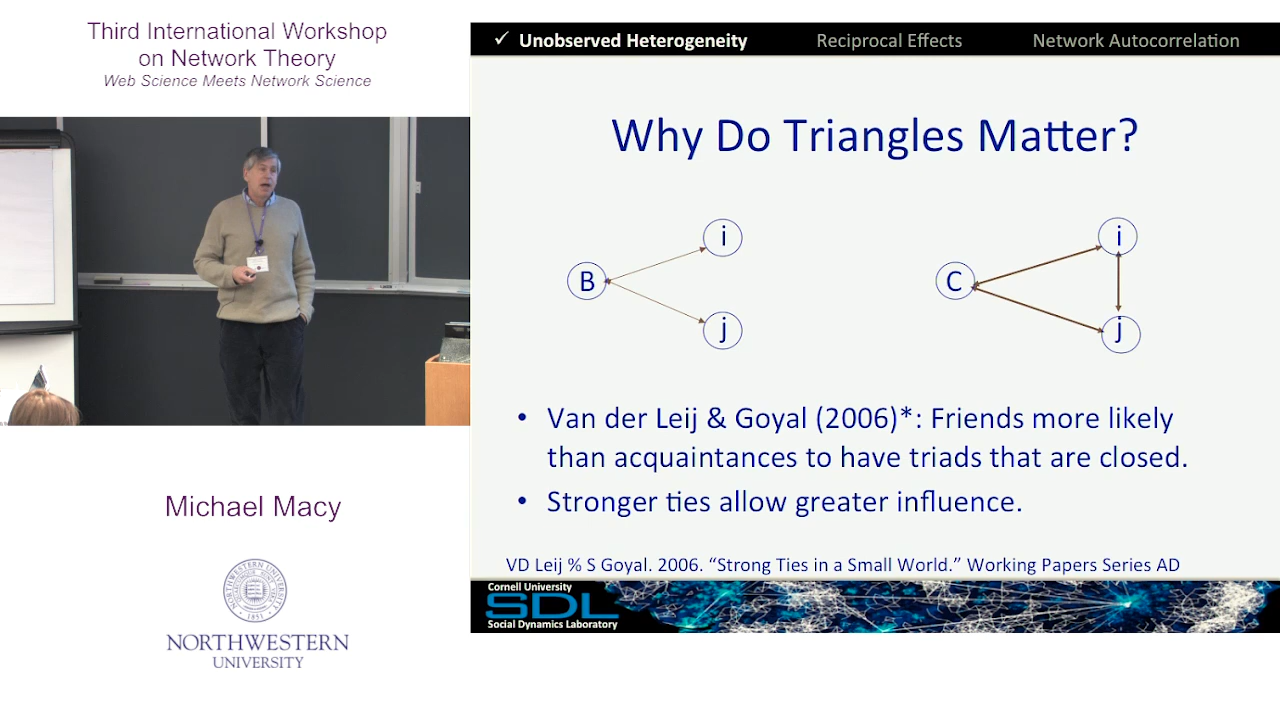 Third International Workshop
on Network Theory
Web Science Meets Network Science
Michael Macy
NORTHWESTERN
UNIVERSITY
✓ Unobserved Heterogeneity Reciprocal Effects Network Autocorrelation
Why Do Triangles Matter?
B i j
C i j
• Van der Leij & Goyal (2006)*: Friends more likely
than acquaintances to have triads that are closed.
• Stronger ties allow greater influence.
VD Leij % S Goyal. 2006. “Strong Ties in a Small World.” Working Papers Series AD
Cornell University
SDL
Social Dynamics Laboratory